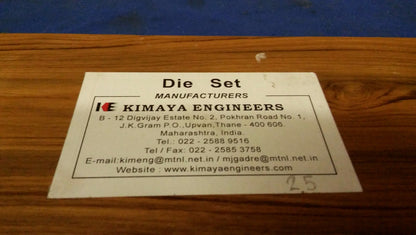 Die Set
MANUFACTURERS
KE KIMAYA ENGINEERS
B - 12 Digvijay Estate No. 2, Pokhran Road No. 1,
J.K.Gram P.O.,Upvan,Thane - 400 606.
Maharashtra, India.
Tel.: 022 - 2588 9516
Tel / Fax: 022 - 2585 3758
E-mail:kimeng@mtnl.net.in / mjgadre@mtnl.net.in
Website : www.kimayaengineers.com
25